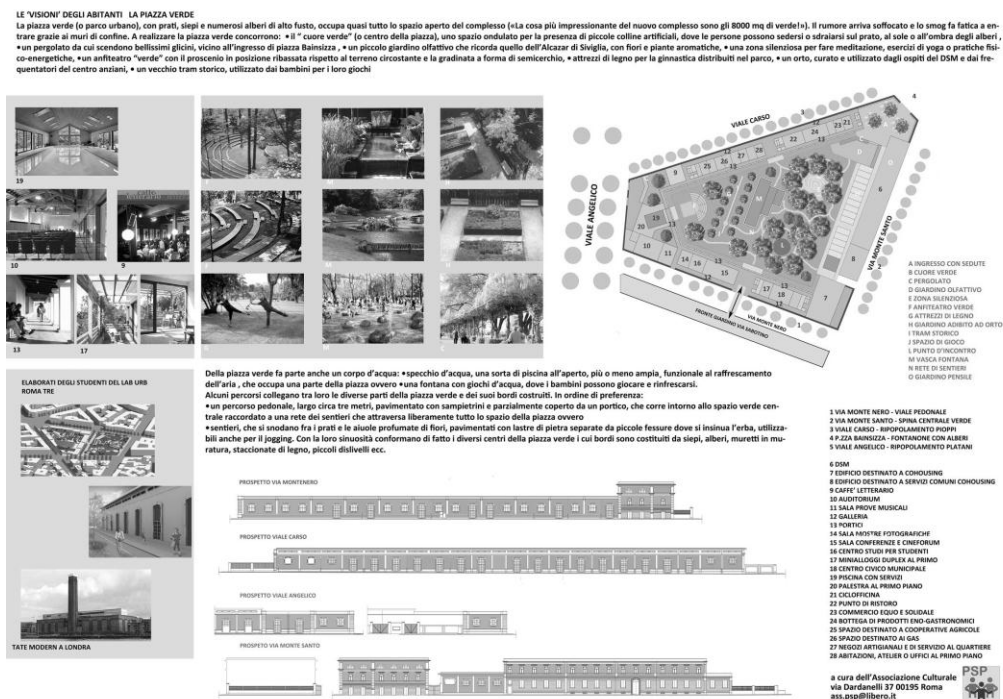 LE 'VISIONI' DEGLI ABITANTI LA PIAZZA VERDE
La piazza verde (o parco urbano), con prati, siepi e numerosi alberi di alto fusto, occupa quasi tutto lo spazio aperto del complesso («La cosa più impressionante del nuovo complesso sono gli 8000 mq di verde!»). Il rumore arriva soffocato e lo smog fa fatica a en-
trare grazie ai muri di confine. A realizzare la piazza verde concorrono: • il " cuore verde" (o centro della piazza), uno spazio ondulato per la presenza di piccole colline artificiali, dove le persone possono sedersi o sdraiarsi sul prato, al sole o all'ombra degli alberi ,
•un pergolato da cui scendono bellissimi glicini, vicino all'ingresso di piazza Bainsizza , • un piccolo giardino olfattivo che ricorda quello dell'Alcazar di Siviglia, con fiori e piante aromatiche, • una zona silenziosa per fare meditazione, esercizi di yoga o pratiche fisi-
co-energetiche, • un anfiteatro "verde" con il proscenio in posizione ribassata rispetto al terreno circostante e la gradinata a forma di semicerchio, • attrezzi di legno per la ginnastica distribuiti nel parco, • un orto, curato e utilizzato dagli ospiti del DSM e dai fre-
quentatori del centro anziani, • un vecchio tram storico, utilizzato dai bambini per i loro giochi
19
10
9
13
17
VIALE CARSO
VIALE ANGELICO
VIA MONTE SANTO
VIA MONTE NERO
FRONTE GIARDINO VIA SABOTINO
A INGRESSO CON SEDUTE
B CUORE VERDE
C PERGOLATO
D GIARDINO OLFATTIVO
E ZONA SILENZIOSA
F ANFITEATRO VERDE
G ATTREZZI DI LEGNO
H GIARDINO ADIBITO AD ORTO
I TRAM STORICO
J SPAZIO DI GIOCO
L PUNTO D'INCONTRO
M VASCA FONTANA
N RETE DI SENTIERI
O GIARDINO PENSILE
ELABORATI DEGLI STUDENTI DEL LAB URB
ROMA TRE
TATE MODERN A LONDRA
Della piazza verde fa parte anche un corpo d'acqua: •specchio d'acqua, una sorta di piscina all'aperto, più o meno ampia, funzionale al raffrescamento
dell'aria , che occupa una parte della piazza ovvero •una fontana con giochi d'acqua, dove i bambini possono giocare e rinfrescarsi.
Alcuni percorsi collegano tra loro le diverse parti della piazza verde e dei suoi bordi costruiti. In ordine di preferenza:
•un percorso pedonale, largo circa tre metri, pavimentato con sampietrini e parzialmente coperto da un portico, che corre intorno allo spazio verde cen-
trale raccordato a una rete dei sentieri che attraversa liberamente tutto lo spazio della piazza ovvero
•sentieri, che si snodano fra i prati e le aiuole profumate di fiori, pavimentati con lastre di pietra separate da piccole fessure dove si insinua l'erba, utilizza-
bili anche per il jogging. Con la loro sinuosità conformano di fatto i diversi centri della piazza verde i cui bordi sono costituiti da siepi, alberi, muretti in mu-
ratura, staccionate di legno, piccoli dislivelli ecc.
PROSPETTO VIA MONTENERO
PROSPETTO VIALE CARSO
PROSPETTO VIALE ANGELICO
PROSPETO VIA MONTE SANTO
1 VIA MONTE NERO - VIALE PEDONALE
2 VIA MONTE SANTO - SPINA CENTRALE VERDE
3 VIALE CARSO - RIPOPOLAMENTO PIOPPI
4 P.ZZA BAINSIZZA - FONTANONE CON ALBERI
5 VIALE ANGELICO - RIPOPOLAMENTO PLATANI
6 DSM
7 EDIFICIO DESTINATO A COHOUSING
8 EDIFICIO DESTINATO A SERVIZI COMUNI COHOUSING
9 CAFFE' LETTERARIO
10 AUDITORIUM
11 SALA PROVE MUSICALI
12 GALLERIA
13 PORTICI
14 SALA MOSTRE FOTOGRAFICHE
15 SALA CONFERENZE E CINEFORUM
16 CENTRO STUDI PER STUDENTI
17 MINIALLOGGI DUPLEX AL PRIMO
18 CENTRO CIVICO MUNICIPALE
19 PISCINA CON SERVIZI
20 PALESTRA AL PRIMO PIANO
21 CICLOFFICINA
22 PUNTO DI RISTORO
23 COMMERCIO EQUO E SOLIDALE
24 BOTTEGA DI PRODOTTI ENO-GASTRONOMICI
25 SPAZIO DESTINATO A COOPERATIVE AGRICOLE
26 SPAZIO DESTINATO AI GAS
27 NEGOZI ARTIGIANALI E DI SERVIZIO AL QUARTIERE
28 ABITAZIONI, ATELIER O UFFICI AL PRIMO PIANO
a cura dell'Associazione Culturale
via Dardanelli 37 00195 Roma
ass.psp@libero.it
PSP